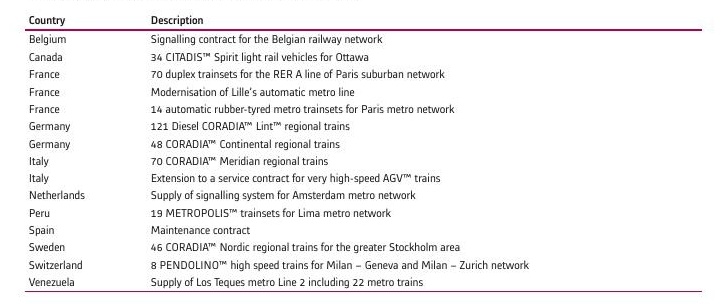 Country Description
Belgium Signalling contract for the Belgian railway network
Canada 34 CITADIS™ Spirit light rail vehicles for Ottawa
France 70 duplex trainsets for the RER A line of Paris suburban network
France Modernisation of Lille's automatic metro line
France 14 automatic rubber-tyred metro trainsets for Paris metro network
Germany 121 Diesel CORADIA™ Lint™ regional trains
Germany 48 CORADIA™ Continental regional trains
Italy 70 CORADIA™ Meridian regional trains
Italy Extension to a service contract for very high-speed AGV™ trains
Netherlands Supply of signalling system for Amsterdam metro network
Peru 19 METROPOLIS™ trainsets for Lima metro network
Spain Maintenance contract
Sweden 46 CORADIA™ Nordic regional trains for the greater Stockholm area
Switzerland 8 PENDOLINO™ high speed trains for Milan – Geneva and Milan – Zurich network
Venezuela Supply of Los Teques metro Line 2 including 22 metro trains